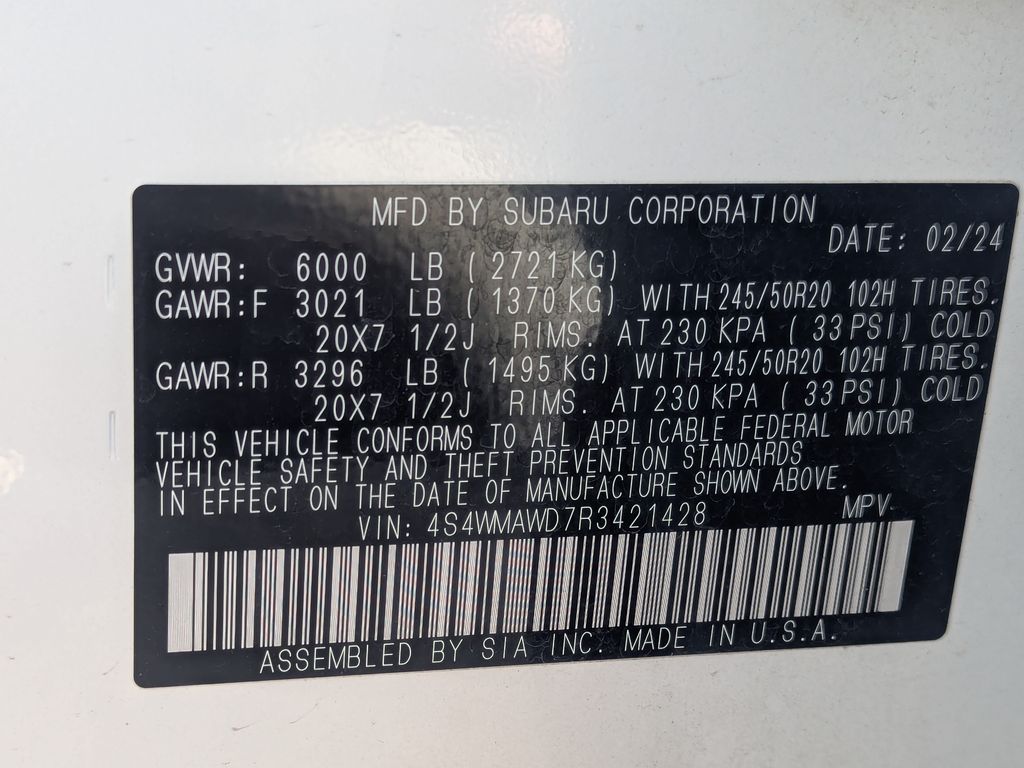 MFD BY SUBARU CORPORATION
DATE: 02/24
GVWR: 6000 LB ( 2721 KG)
GAWR:F 3021 LB ( 1370 KG) WITH 245/50R20 102H TIRES.
20X7 1/2J RIMS. AT 230 KPA ( 33 PSI) COLD
GAWR:R 3296 LB ( 1495 KG) WITH 245/50R20 102H TIRES.
20X7 1/2J RIMS. AT 230 KPA ( 33 PSI) COLD
THIS VEHICLE CONFORMS TO ALL APPLICABLE FEDERAL MOTOR
VEHICLE SAFETY AND THEFT PREVENTION STANDARDS
IN EFFECT ON THE DATE OF MANUFACTURE SHOWN ABOVE.
VIN: 4S4WMAWD7R3421428 MPV
ASSEMBLED BY SIA INC. MADE IN U.S.A.